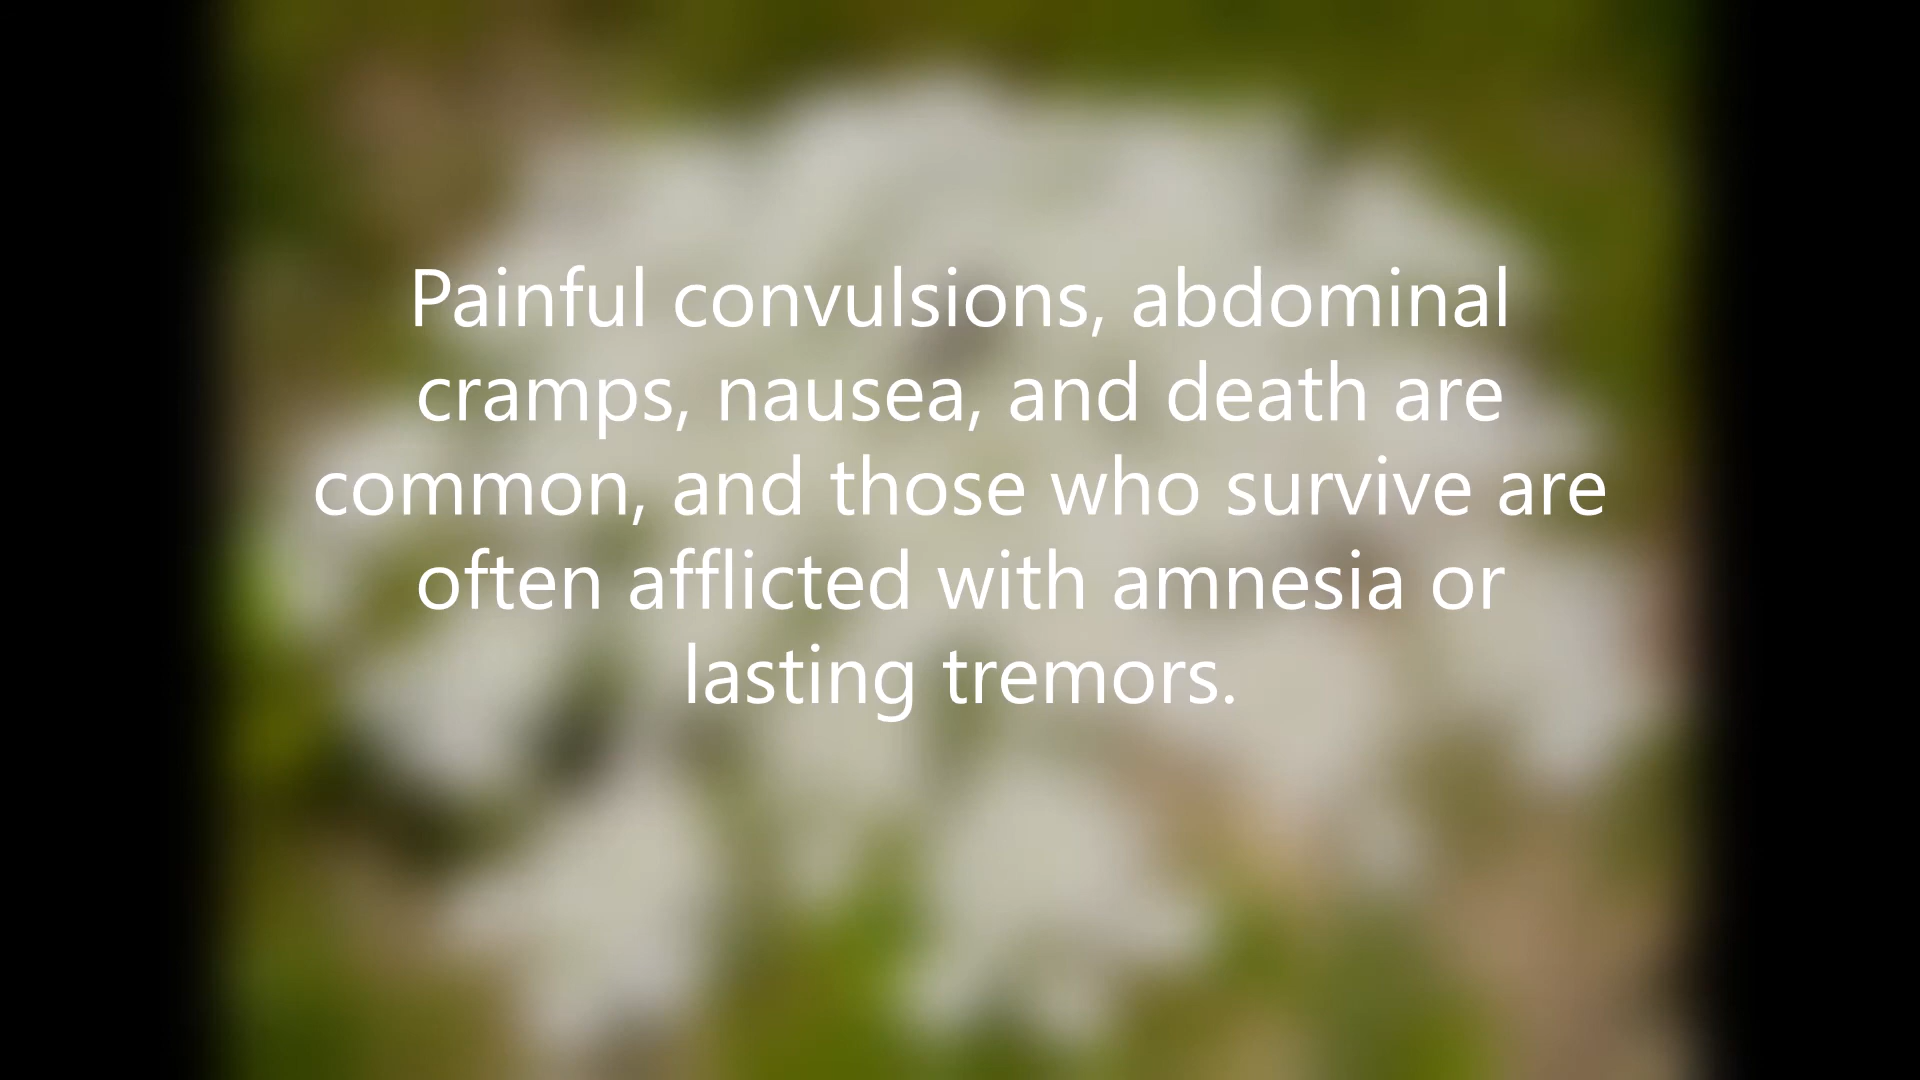 Painful convulsions, abdominal
cramps, nausea, and death are
common, and those who survive are
often afflicted with amnesia or
lasting tremors.